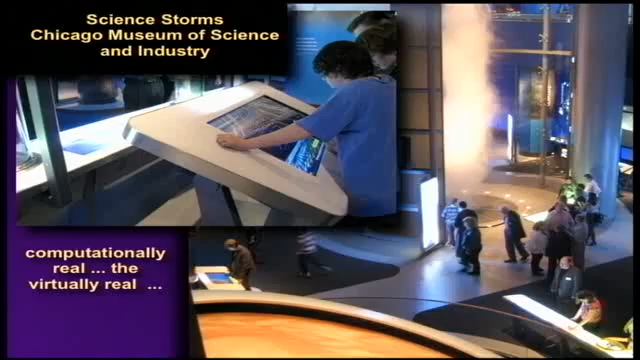 Science Storms
Chicago Museum of Science
and Industry
computationally
real ... the
virtually real ...